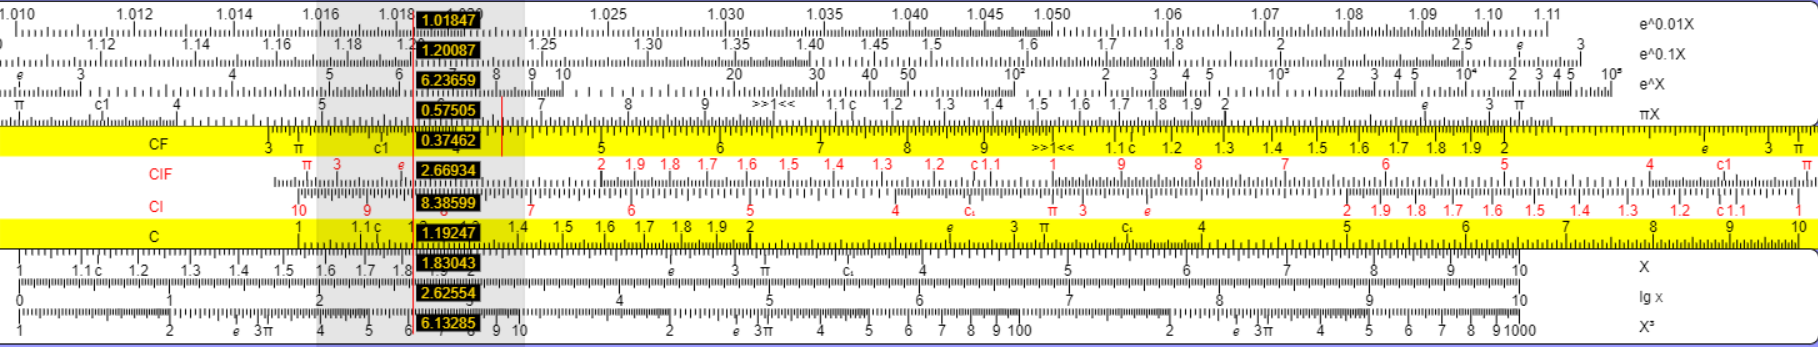 1.010 1.012 1.014 1.016 1.018 1.01847 1.025 1.030 1.035 1.040 1.045 1.050 1.06 1.07 1.08 1.09 1.10 1.11 e^0.01X
1.12 1.14 1.16 1.18 1.20087 1.25 1.30 1.35 1.40 1.45 1.5 1.6 1.7 1.8 2 2.5 e 3 e^0.1X
e 3 4 5 6 6.23659 8 9 10 20 30 40 50 10² 2 3 4 5 10³ 2 3 4 5 10⁴ 2 3 4 5 10⁵ e^X
π c1 4 5 0.57505 7 8 9 >>1<< 1.1 c 1.2 1.3 1.4 1.5 1.6 1.7 1.8 1.9 2 e 3 π πX
CF 3 π c1 0.37462 5 6 7 8 9 >>1<< 1.1 c 1.2 1.3 1.4 1.5 1.6 1.7 1.8 1.9 2 e 3 π
CIF π 3 e 2.66934 2 1.9 1.8 1.7 1.6 1.5 1.4 1.3 1.2 c 1.1 1 9 8 7 6 5 4 c1 π
CI 10 9 8.38599 7 6 5 4 c₁ π 3 e 2 1.9 1.8 1.7 1.6 1.5 1.4 1.3 1.2 c 1.1 1
C 1 1.1 c 1.19247 1.4 1.5 1.6 1.7 1.8 1.9 2 e 3 π c₁ 4 5 6 7 8 9 10
1 1.1 c 1.2 1.3 1.4 1.5 1.6 1.7 1.8 1.83043 e 3 π c₁ 4 5 6 7 8 9 10 X
0 1 2 2.62554 4 5 6 7 8 9 10 lg x
1 2 e 3π 4 5 6 6.13285 9 10 2 e 3π 4 5 6 7 8 9 100 2 e 3π 4 5 6 7 8 9 1000 X³